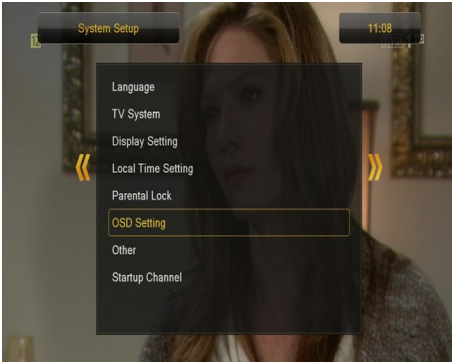 System Setup
11:08
Language
TV System
Display Setting
Local Time Setting
Parental Lock
OSD Setting
Other
Startup Channel